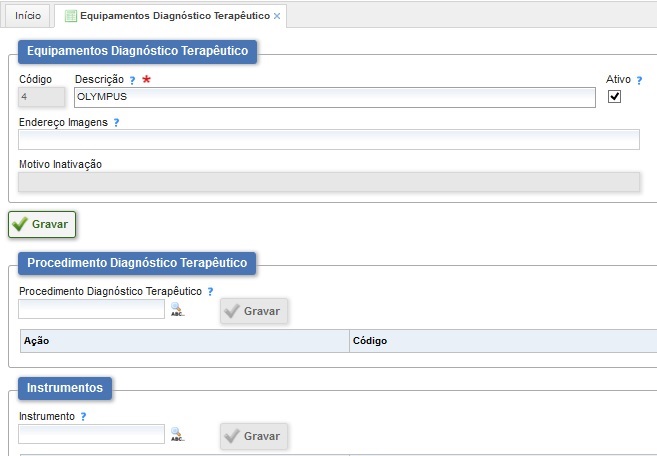 Início Equipamentos Diagnóstico Terapêutico
Equipamentos Diagnóstico Terapêutico
Código Descrição ? * Ativo ?
4 OLYMPUS
Endereço Imagens ?
Motivo Inativação
Gravar
Procedimento Diagnóstico Terapêutico
Procedimento Diagnóstico Terapêutico ?
ABC.. Gravar
Ação Código
Instrumentos
Instrumento ?
ABC.. Gravar